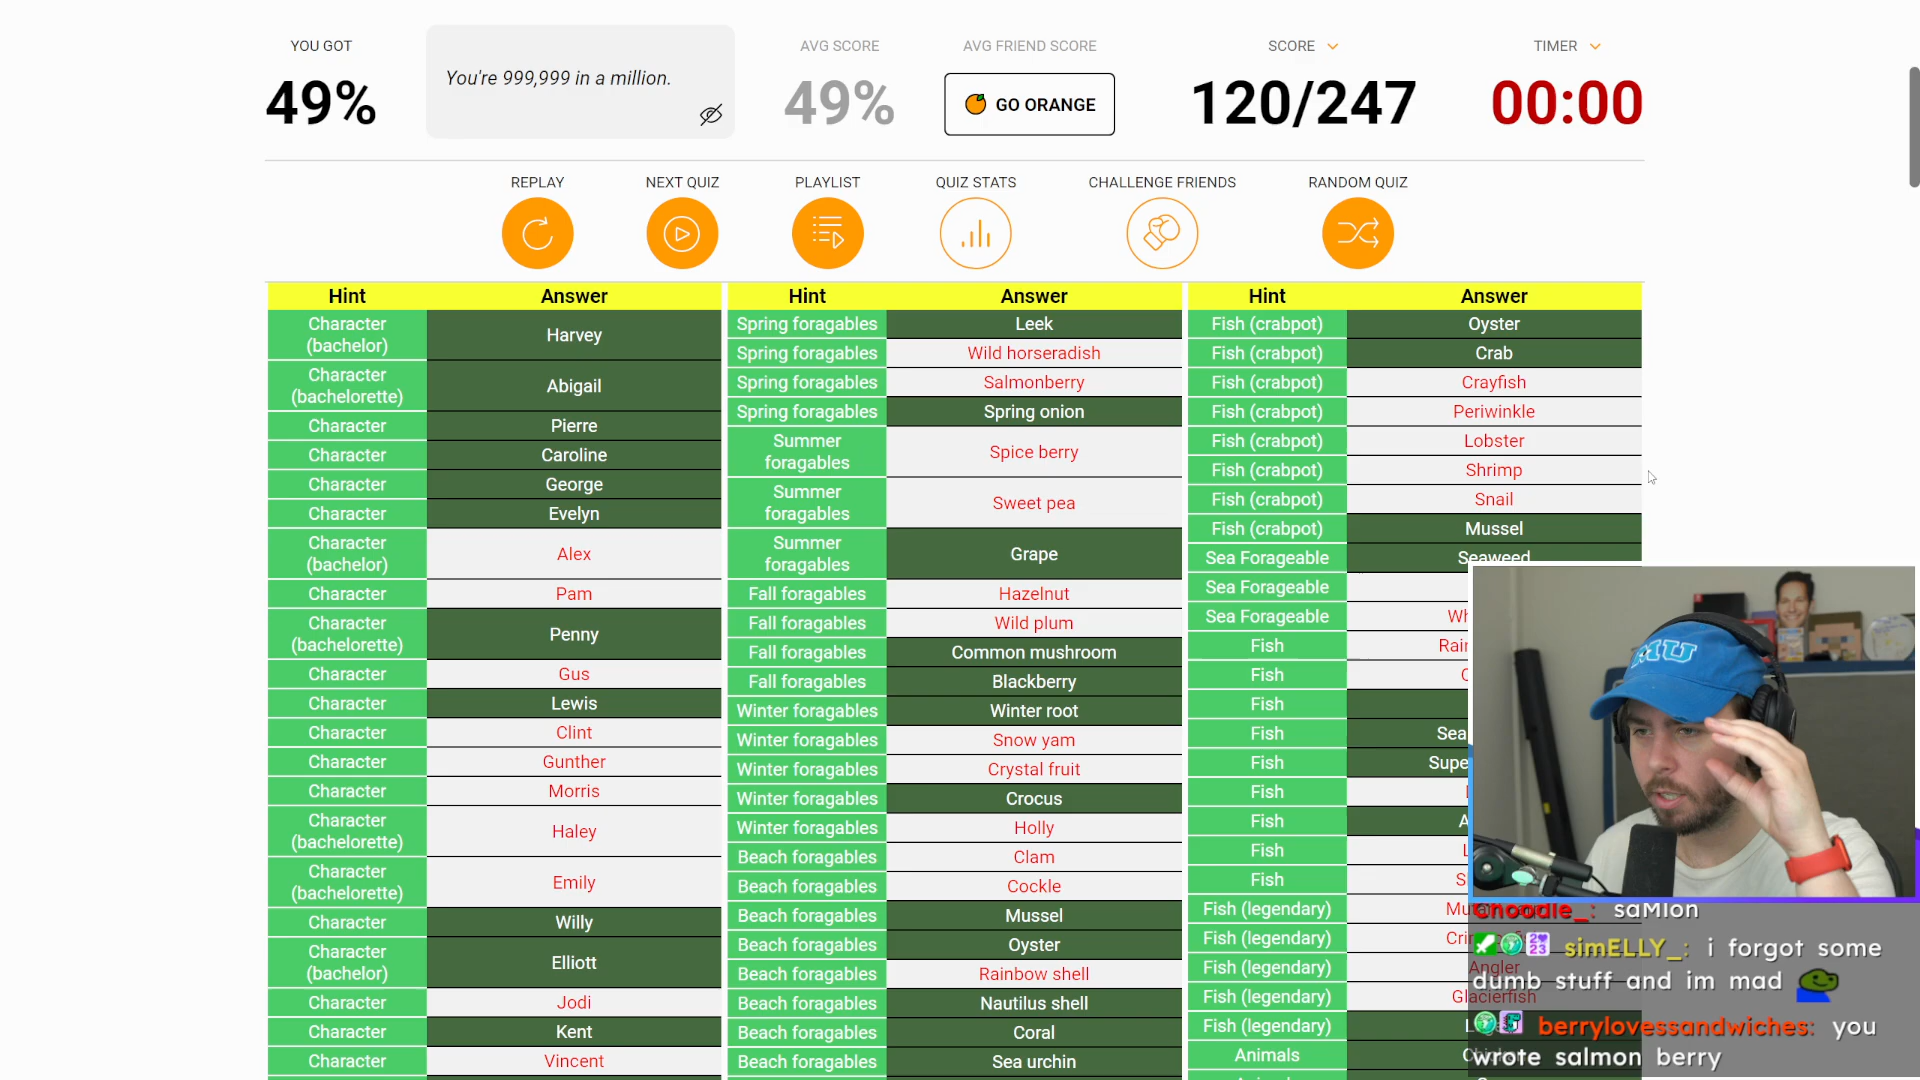 YOU GOT
49%
You're 999,999 in a million.
AVG SCORE
49%
AVG FRIEND SCORE
GO ORANGE
SCORE
120/247
TIMER
00:00
REPLAY
NEXT QUIZ
PLAYLIST
QUIZ STATS
CHALLENGE FRIENDS
RANDOM QUIZ
Hint Answer
Character (bachelor) Harvey
Character (bachelorette) Abigail
Character Pierre
Character Caroline
Character George
Character Evelyn
Character (bachelor) Alex
Character Pam
Character (bachelorette) Penny
Character Gus
Character Lewis
Character Clint
Character Gunther
Character Morris
Character (bachelorette) Haley
Character (bachelorette) Emily
Character Willy
Character (bachelor) Elliott
Character Jodi
Character Kent
Character Vincent
Hint Answer
Spring foragables Leek
Spring foragables Wild horseradish
Spring foragables Salmonberry
Spring foragables Spring onion
Summer foragables Spice berry
Summer foragables Sweet pea
Summer foragables Grape
Fall foragables Hazelnut
Fall foragables Wild plum
Fall foragables Common mushroom
Fall foragables Blackberry
Winter foragables Winter root
Winter foragables Snow yam
Winter foragables Crystal fruit
Winter foragables Crocus
Winter foragables Holly
Beach foragables Clam
Beach foragables Cockle
Beach foragables Mussel
Beach foragables Oyster
Beach foragables Rainbow shell
Beach foragables Nautilus shell
Beach foragables Coral
Beach foragables Sea urchin
Hint Answer
Fish (crabpot) Oyster
Fish (crabpot) Crab
Fish (crabpot) Crayfish
Fish (crabpot) Periwinkle
Fish (crabpot) Lobster
Fish (crabpot) Shrimp
Fish (crabpot) Snail
Fish (crabpot) Mussel
Sea Forageable Seaweed
Sea Forageable
Sea Forageable Wh
Fish Rain
Fish
Fish
Fish Sea
Fish Supe
Fish
Fish A
Fish L
Fish S
Fish (legendary)
Fish (legendary)
Fish (legendary) Angler
Fish (legendary) Glacierfish
Fish (legendary) L
Animals
MU
choodle_: saMlon
2 23 simELLY_: i forgot some
dumb stuff and im mad
berrylovessandwiches: you
wrote salmon berry